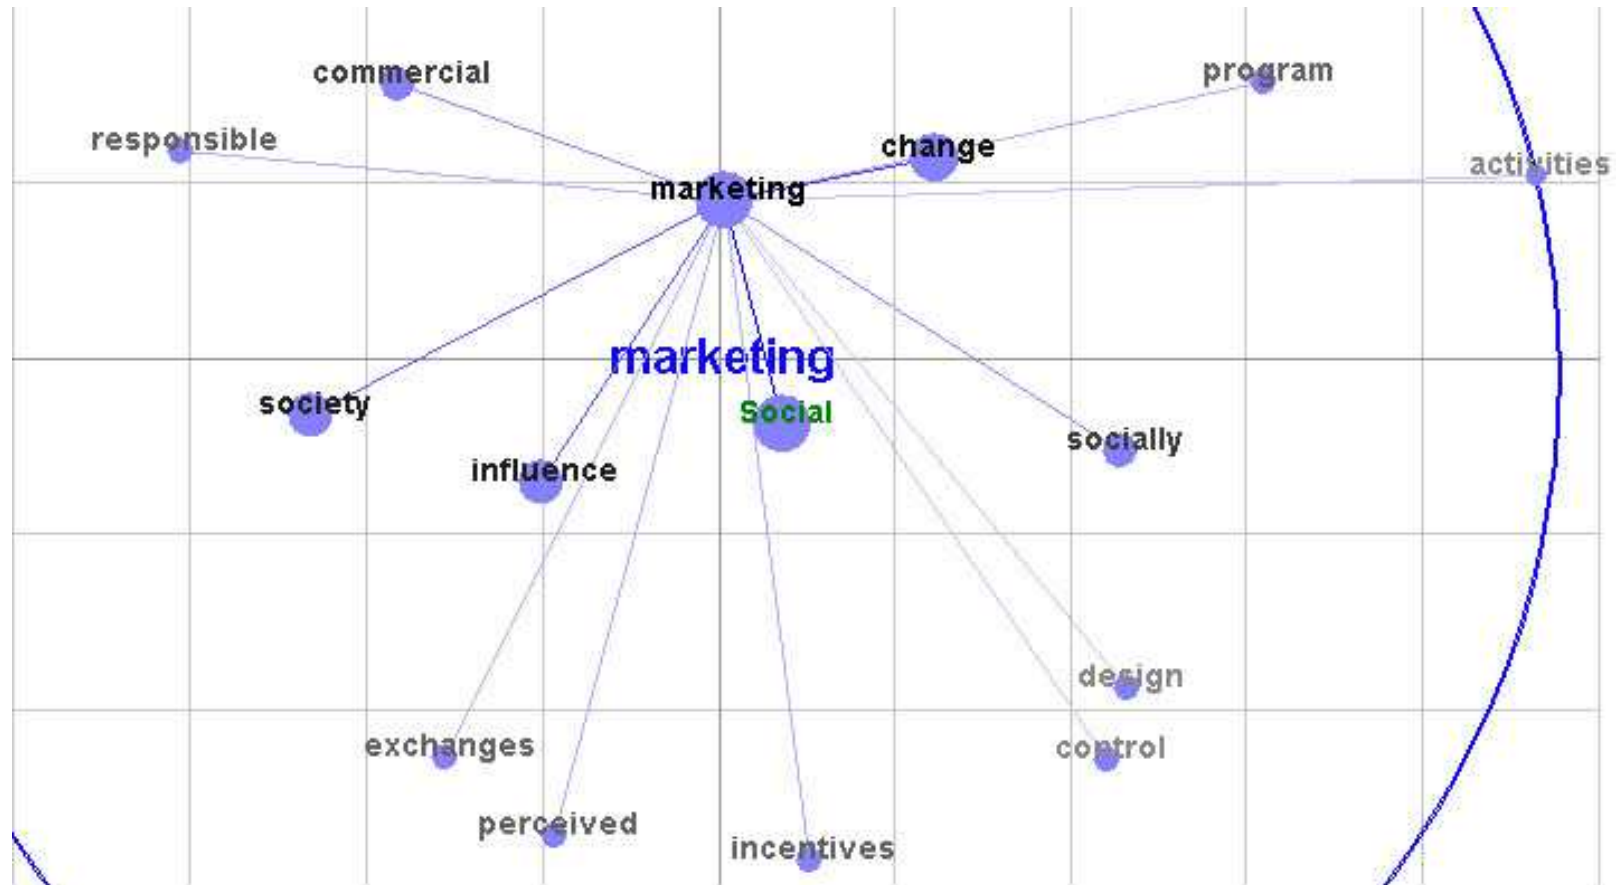 program
commercial
responsible
change
activities
marketing
marketing
society
Social
socially
influence
design
exchanges
control
perceived
incentives